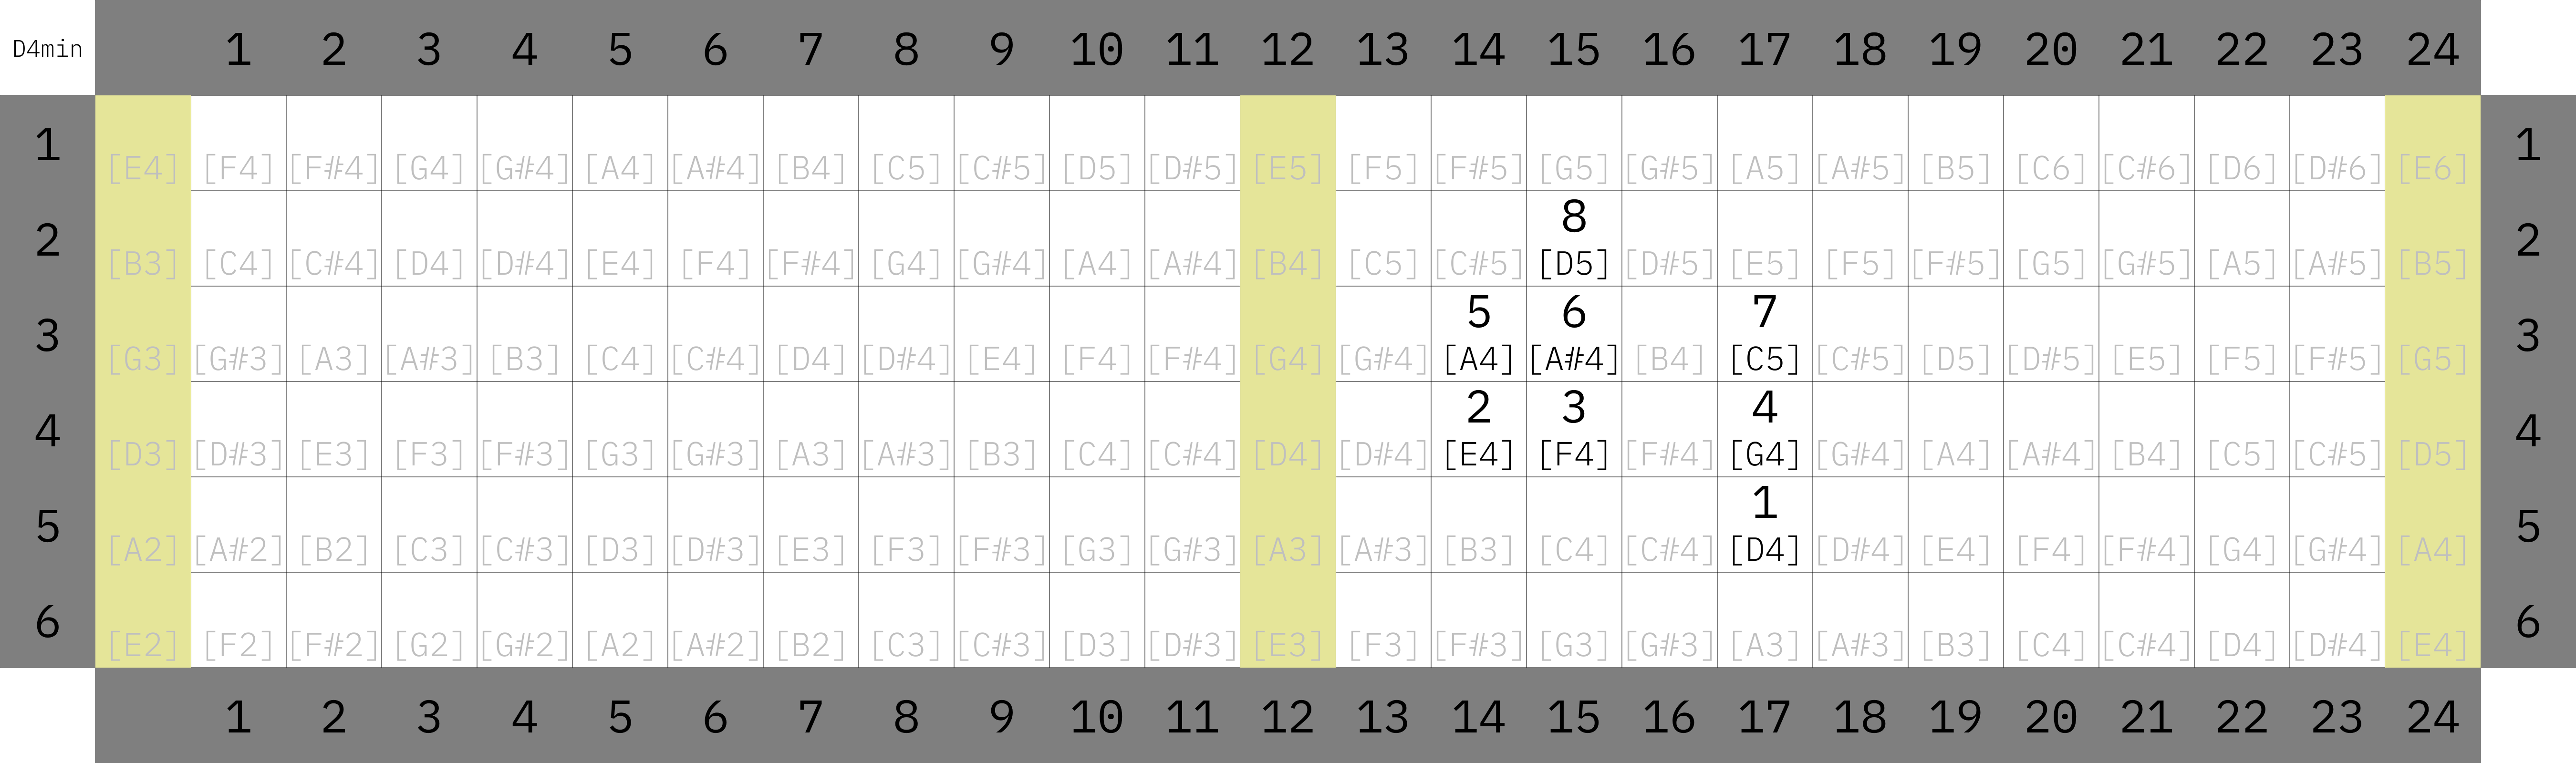 D4min 1 2 3 4 5 6 7 8 9 10 11 12 13 14 15 16 17 18 19 20 21 22 23 24
1 1
[E4] [F4] [F#4] [G4] [G#4] [A4] [A#4] [B4] [C5] [C#5] [D5] [D#5] [E5] [F5] [F#5] [G5] [G#5] [A5] [A#5] [B5] [C6] [C#6] [D6] [D#6] [E6]
8
2 2
[B3] [C4] [C#4] [D4] [D#4] [E4] [F4] [F#4] [G4] [G#4] [A4] [A#4] [B4] [C5] [C#5] [D5] [D#5] [E5] [F5] [F#5] [G5] [G#5] [A5] [A#5] [B5]
5 6 7
3 3
[G3] [G#3] [A3] [A#3] [B3] [C4] [C#4] [D4] [D#4] [E4] [F4] [F#4] [G4] [G#4] [A4] [A#4] [B4] [C5] [C#5] [D5] [D#5] [E5] [F5] [F#5] [G5]
2 3 4
4 4
[D3] [D#3] [E3] [F3] [F#3] [G3] [G#3] [A3] [A#3] [B3] [C4] [C#4] [D4] [D#4] [E4] [F4] [F#4] [G4] [G#4] [A4] [A#4] [B4] [C5] [C#5] [D5]
1
5 5
[A2] [A#2] [B2] [C3] [C#3] [D3] [D#3] [E3] [F3] [F#3] [G3] [G#3] [A3] [A#3] [B3] [C4] [C#4] [D4] [D#4] [E4] [F4] [F#4] [G4] [G#4] [A4]
6 6
[E2] [F2] [F#2] [G2] [G#2] [A2] [A#2] [B2] [C3] [C#3] [D3] [D#3] [E3] [F3] [F#3] [G3] [G#3] [A3] [A#3] [B3] [C4] [C#4] [D4] [D#4] [E4]
1 2 3 4 5 6 7 8 9 10 11 12 13 14 15 16 17 18 19 20 21 22 23 24